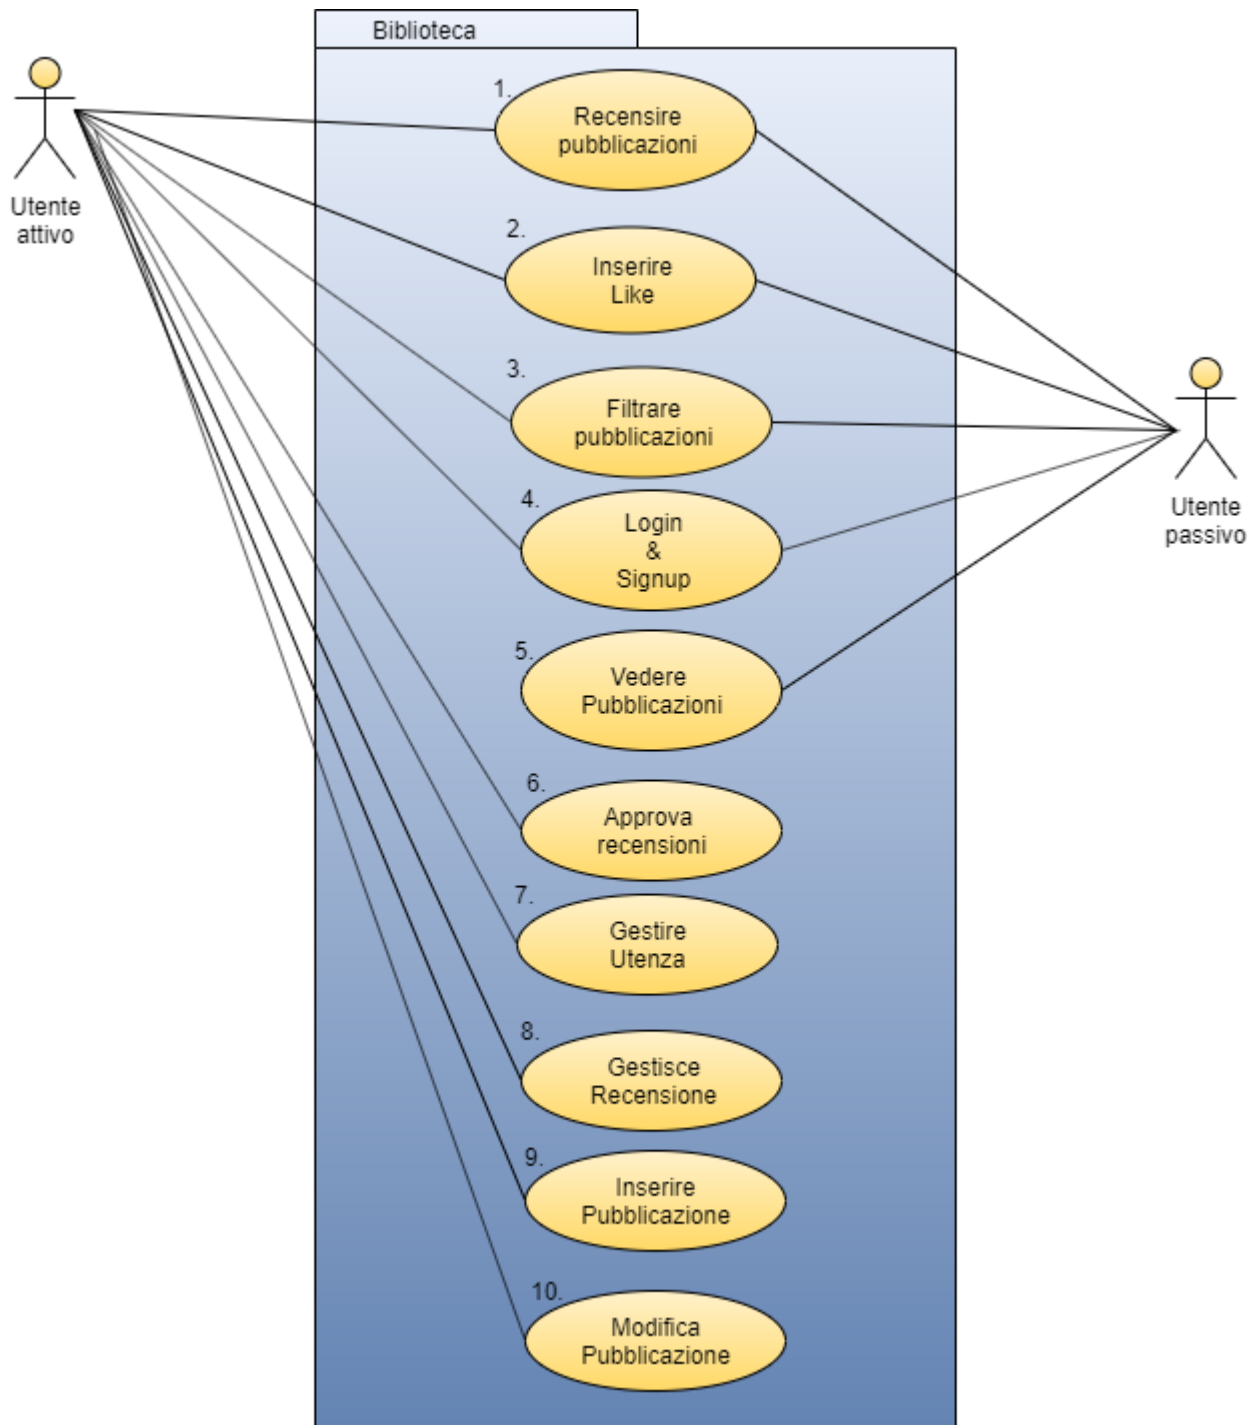 Biblioteca
Utente
attivo
1.
Recensire
pubblicazioni
2.
Inserire
Like
3.
Filtrare
pubblicazioni
4.
Login
&
Signup
Utente
passivo
5.
Vedere
Pubblicazioni
6.
Approva
recensioni
7.
Gestire
Utenza
8.
Gestisce
Recensione
9.
Inserire
Pubblicazione
10.
Modifica
Pubblicazione